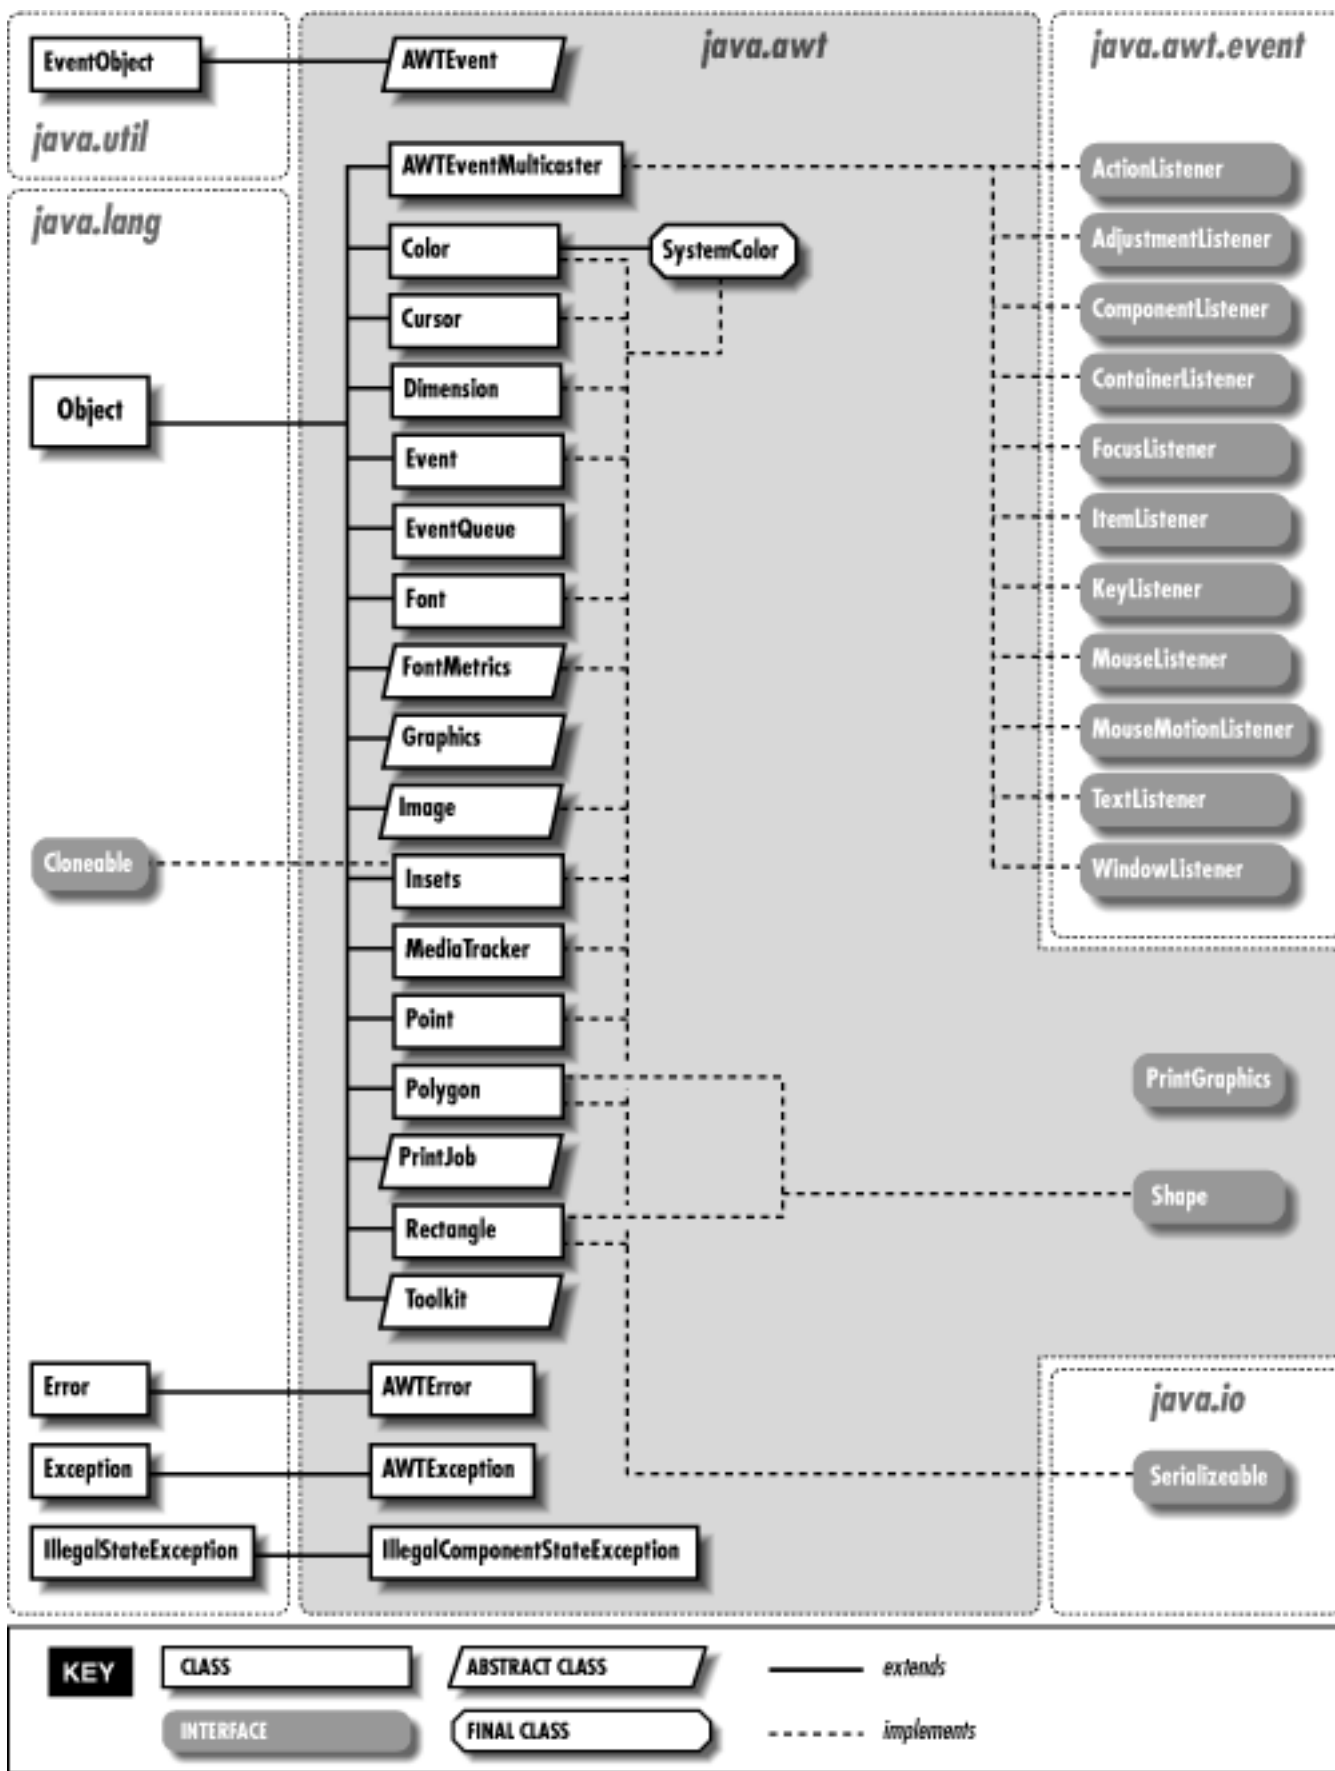 EventObject
java.util
java.lang
Object
Cloneable
Error
Exception
IllegalStateException
java.awt
AWTEvent
AWTEventMulticaster
Color
SystemColor
Cursor
Dimension
Event
EventQueue
Font
FontMetrics
Graphics
Image
Insets
MediaTracker
Point
Polygon
PrintJob
Rectangle
Toolkit
AWTError
AWTException
IllegalComponentStateException
java.awt.event
ActionListener
AdjustmentListener
ComponentListener
ContainerListener
FocusListener
ItemListener
KeyListener
MouseListener
MouseMotionListener
TextListener
WindowListener
PrintGraphics
Shape
java.io
Serializeable
KEY
CLASS
ABSTRACT CLASS
extends
INTERFACE
FINAL CLASS
implements